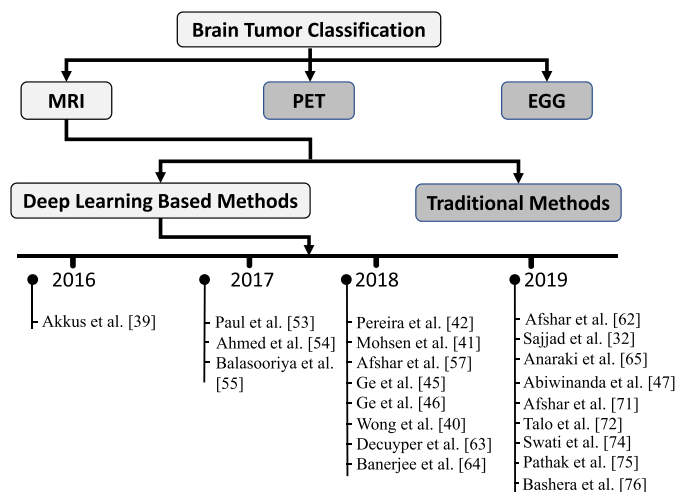 Brain Tumor Classification
MRI
PET
EGG
Deep Learning Based Methods
Traditional Methods
2016
2017
2018
2019
Akkus et al. [39]
Paul et al. [53]
Ahmed et al. [54]
Balasooriya et al.
[55]
Pereira et al. [42]
Mohsen et al. [41]
Afshar et al. [57]
Ge et al. [45]
Ge et al. [46]
Wong et al. [40]
Decuyper et al. [63]
Banerjee et al. [64]
Afshar et al. [62]
Sajjad et al. [32]
Anaraki et al. [65]
Abiwinanda et al. [47]
Afshar et al. [71]
Talo et al. [72]
Swati et al. [74]
Pathak et al. [75]
Bashera et al. [76]